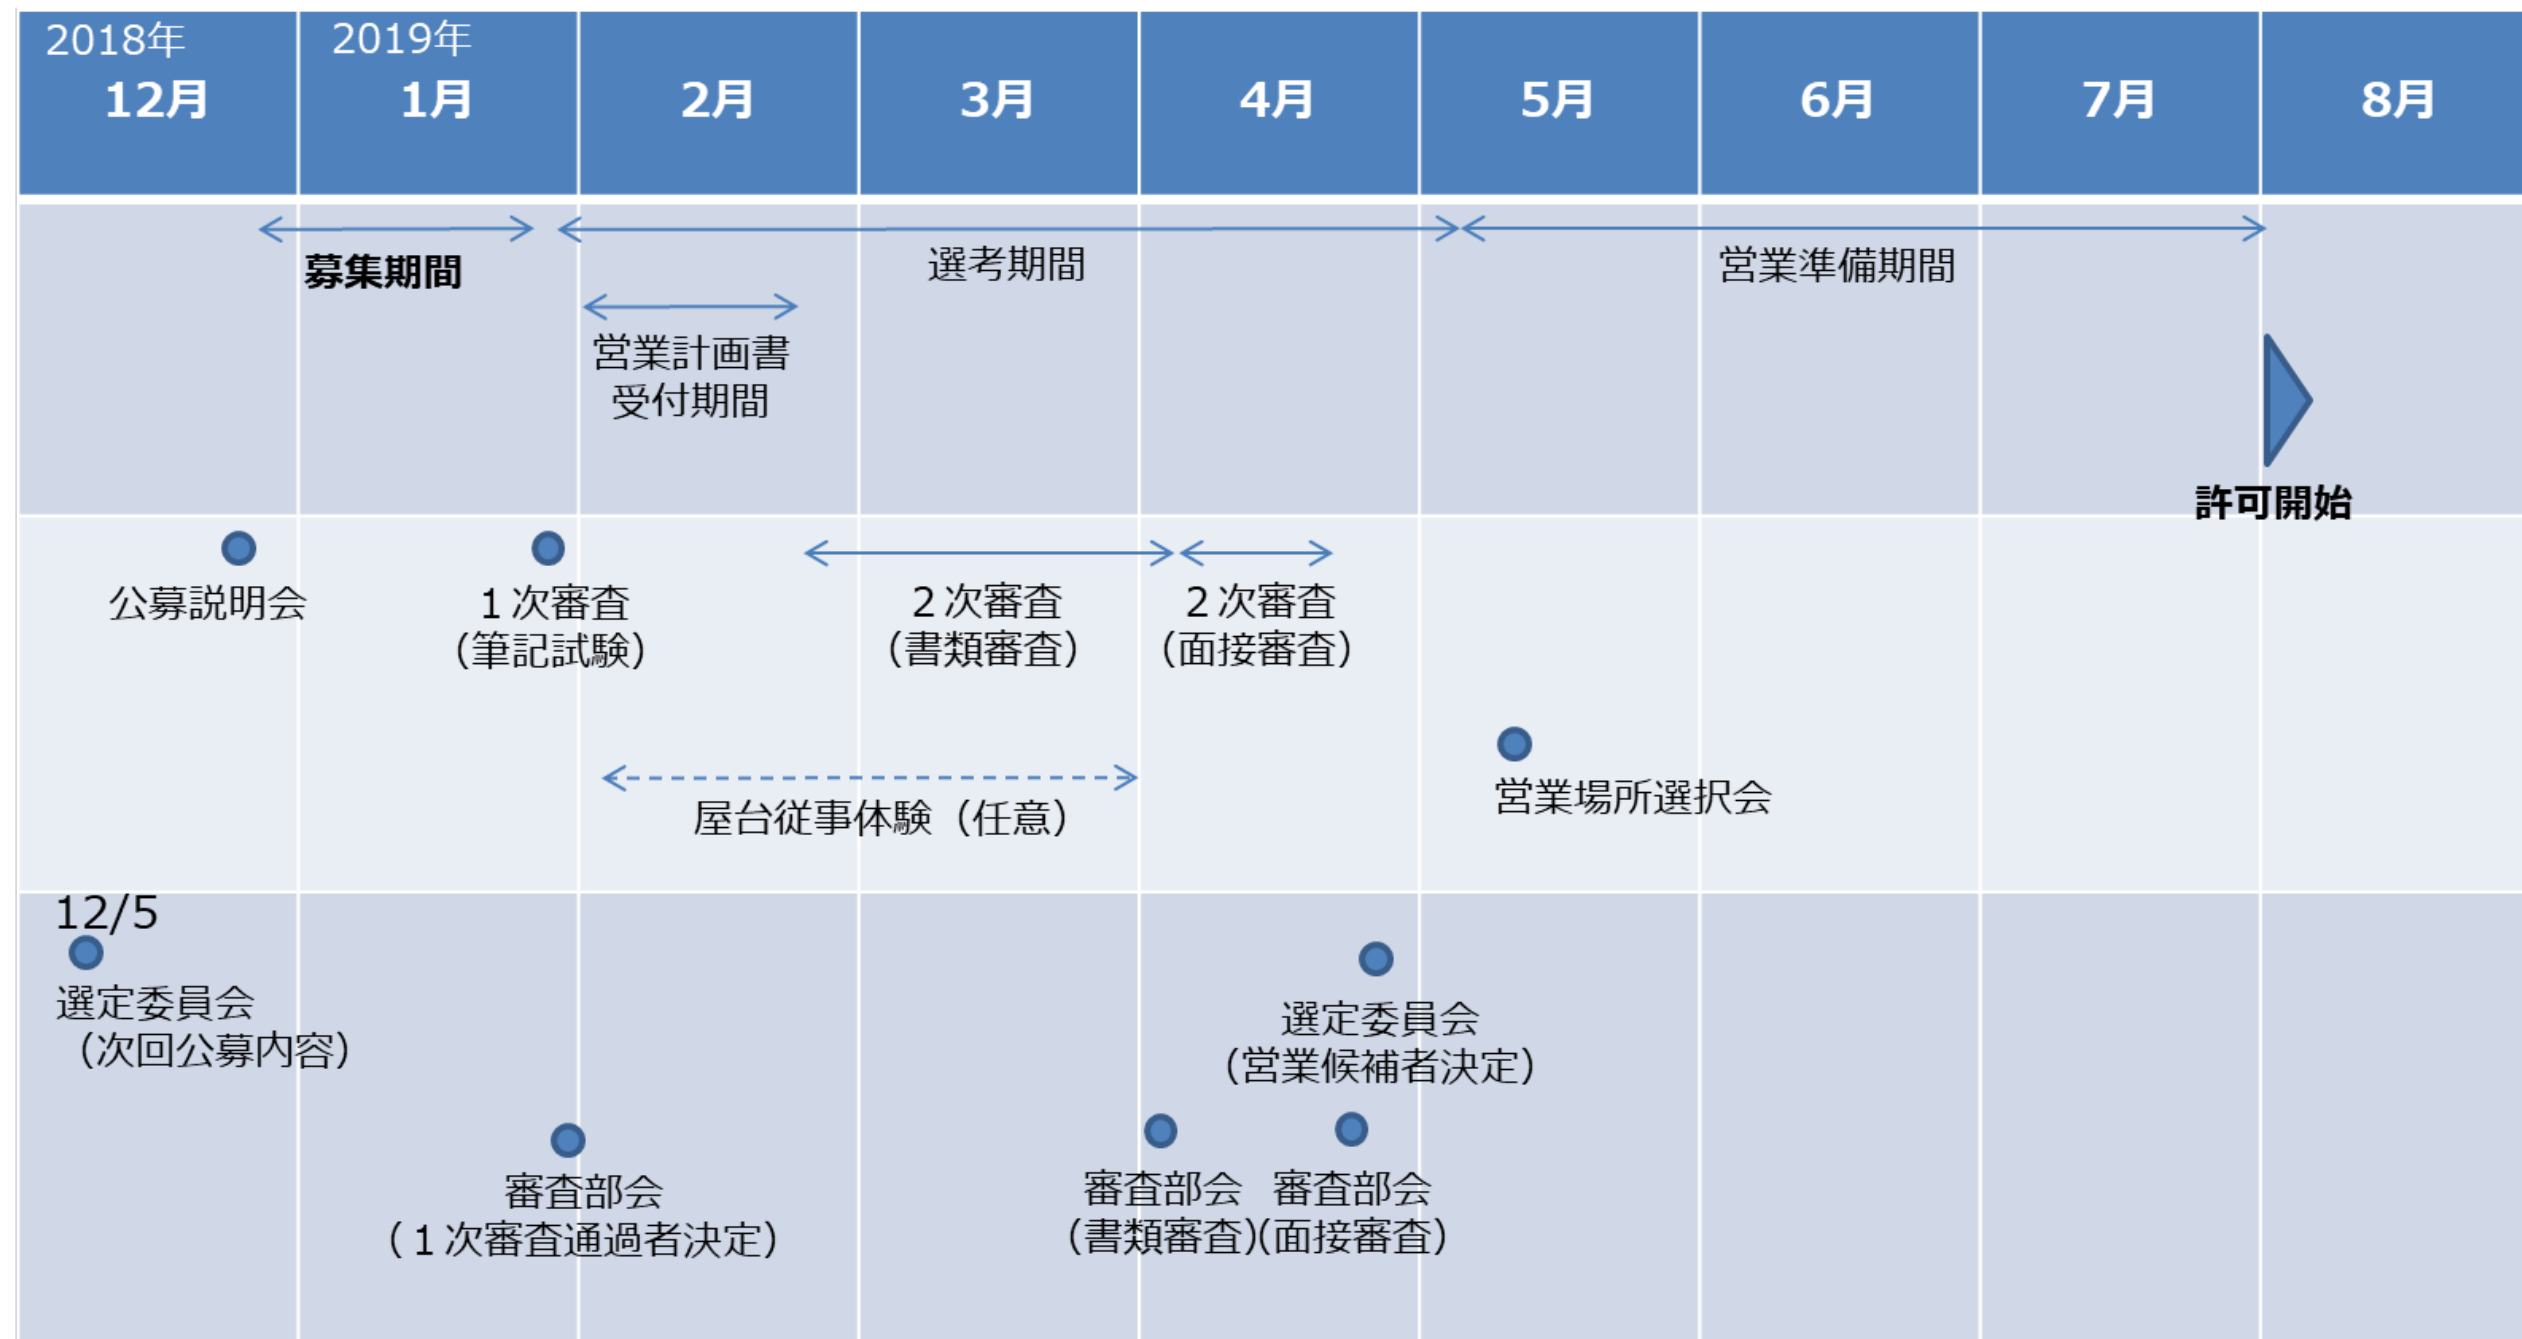 2018年
2019年
12月
1月
2月
3月
4月
5月
6月
7月
8月
募集期間
選考期間
営業準備期間
営業計画書
受付期間
許可開始
公募説明会
１次審査
（筆記試験）
２次審査
（書類審査）
２次審査
（面接審査）
営業場所選択会
屋台従事体験（任意）
12/5
選定委員会
（次回公募内容）
選定委員会
（営業候補者決定）
審査部会
（１次審査通過者決定）
審査部会
（書類審査）
審査部会
（面接審査）